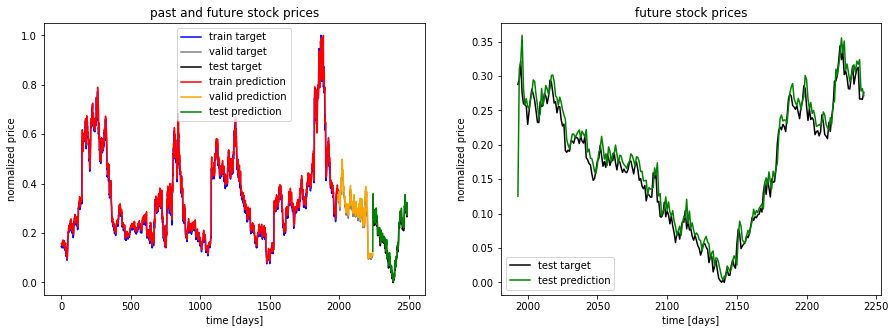 past and future stock prices
normalized price
1.0
0.8
0.6
0.4
0.2
0.0
train target
valid target
test target
train prediction
valid prediction
test prediction
0 500 1000 1500 2000 2500
time [days]
future stock prices
normalized price
0.35
0.30
0.25
0.20
0.15
0.10
0.05
0.00
test target
test prediction
2000 2050 2100 2150 2200 2250
time [days]